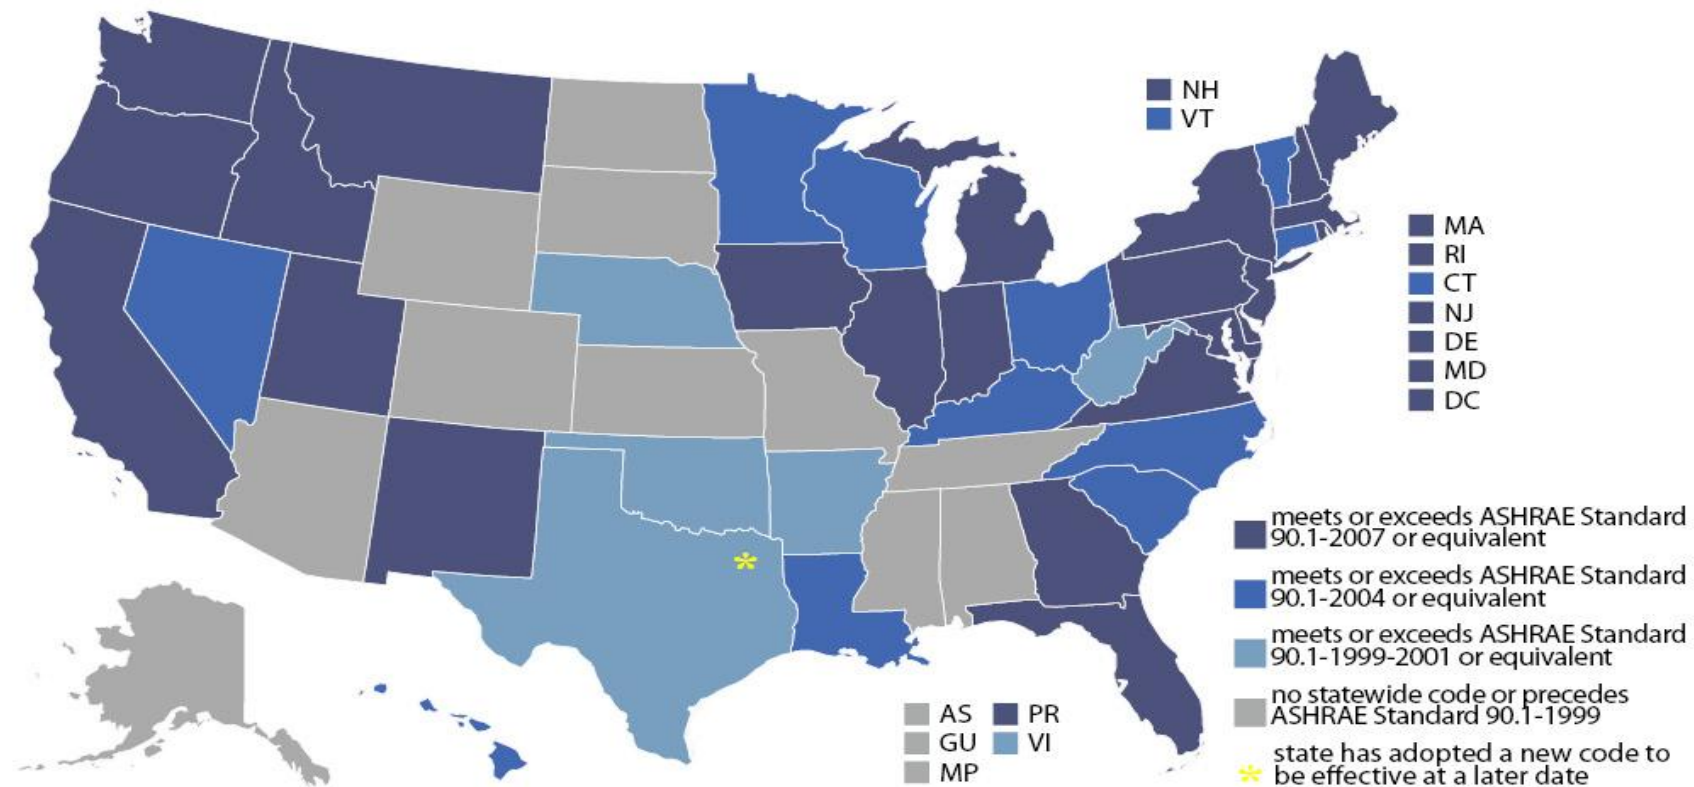 NH
VT
MA
RI
CT
NJ
DE
MD
DC
meets or exceeds ASHRAE Standard
90.1-2007 or equivalent
meets or exceeds ASHRAE Standard
90.1-2004 or equivalent
meets or exceeds ASHRAE Standard
90.1-1999-2001 or equivalent
no statewide code or precedes
ASHRAE Standard 90.1-1999
* state has adopted a new code to
be effective at a later date
*
AS PR
GU VI
MP